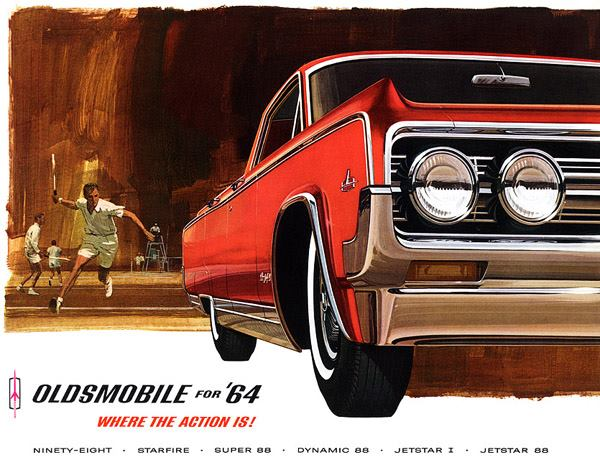 OLDSMOBILE FOR '64
WHERE THE ACTION IS!
NINETY-EIGHT · STARFIRE · SUPER 88 · DYNAMIC 88 · JETSTAR I · JETSTAR 88